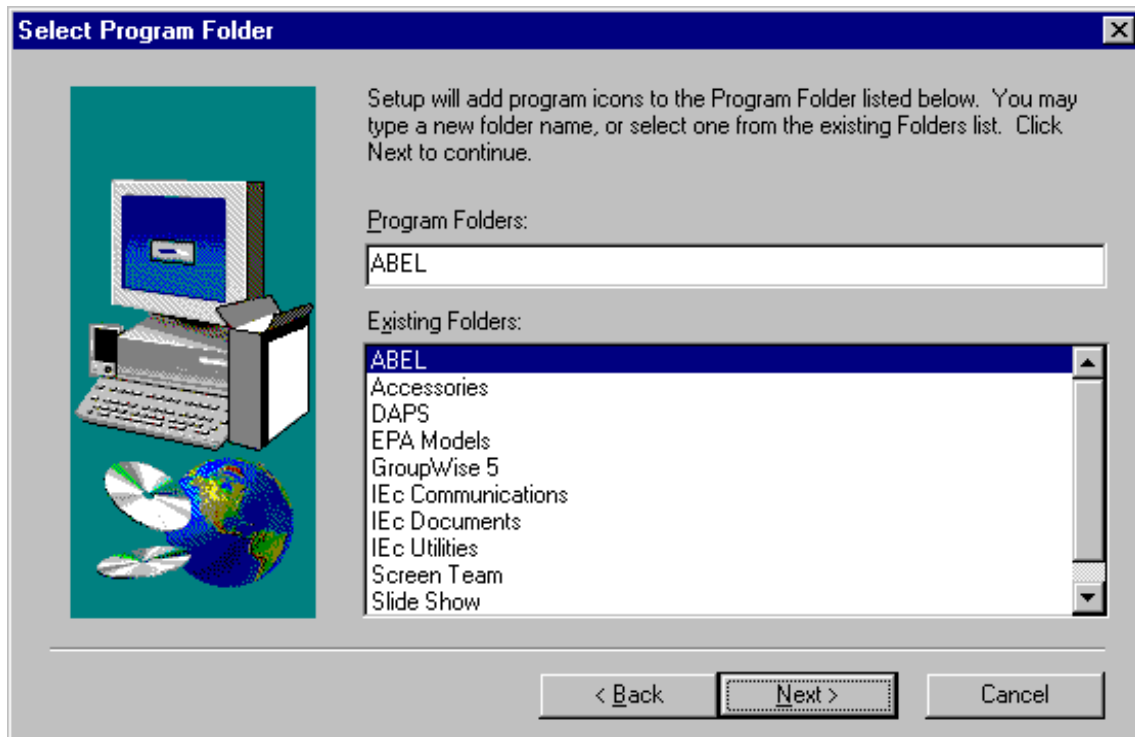 Select Program Folder
Setup will add program icons to the Program Folder listed below.  You may
type a new folder name, or select one from the existing Folders list.  Click
Next to continue.
Program Folders:
ABEL
Existing Folders:
ABEL
Accessories
DAPS
EPA Models
GroupWise 5
IEc Communications
IEc Documents
IEc Utilities
Screen Team
Slide Show
< Back
Next >
Cancel